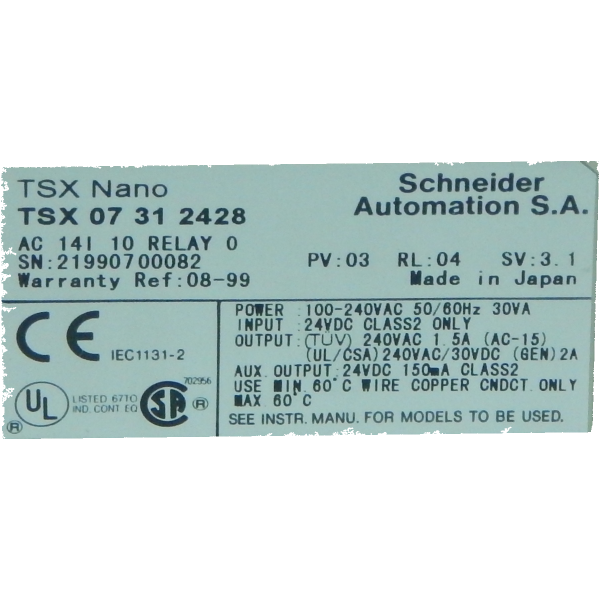 TSX Nano
TSX 07 31 2428
Schneider
Automation S.A.
AC 14I 10 RELAY O
SN:21990700082
PV:03 RL:04 SV:3.1
Warranty Ref:08-99
Made in Japan
CE
IEC1131-2
UL
®
LISTED 6710
IND. CONT. EQ
702956
SA
®
POWER :100-240VAC 50/60Hz 30VA
INPUT :24VDC CLASS2 ONLY
OUTPUT:(TÜV) 240VAC 1.5A (AC-15)
(UL/CSA)240VAC/30VDC (GEN)2A
AUX.OUTPUT:24VDC 150mA CLASS2
USE MIN.60°C WIRE COPPER CNDCT.ONLY
MAX 60°C
SEE INSTR. MANU. FOR MODELS TO BE USED.